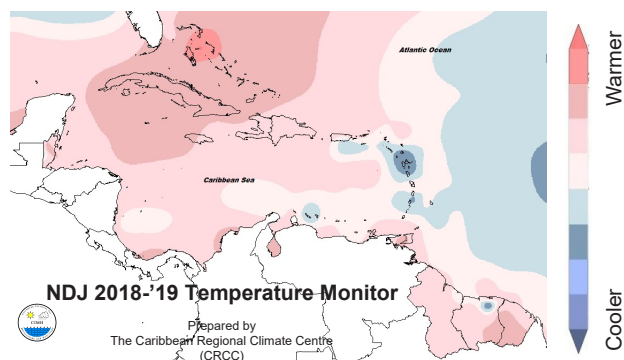 Atlantic Ocean
Caribbean Sea
NDJ 2018-'19 Temperature Monitor
Prepared by
The Caribbean Regional Climate Centre
(CRCC)
CIMH
Warmer
Cooler